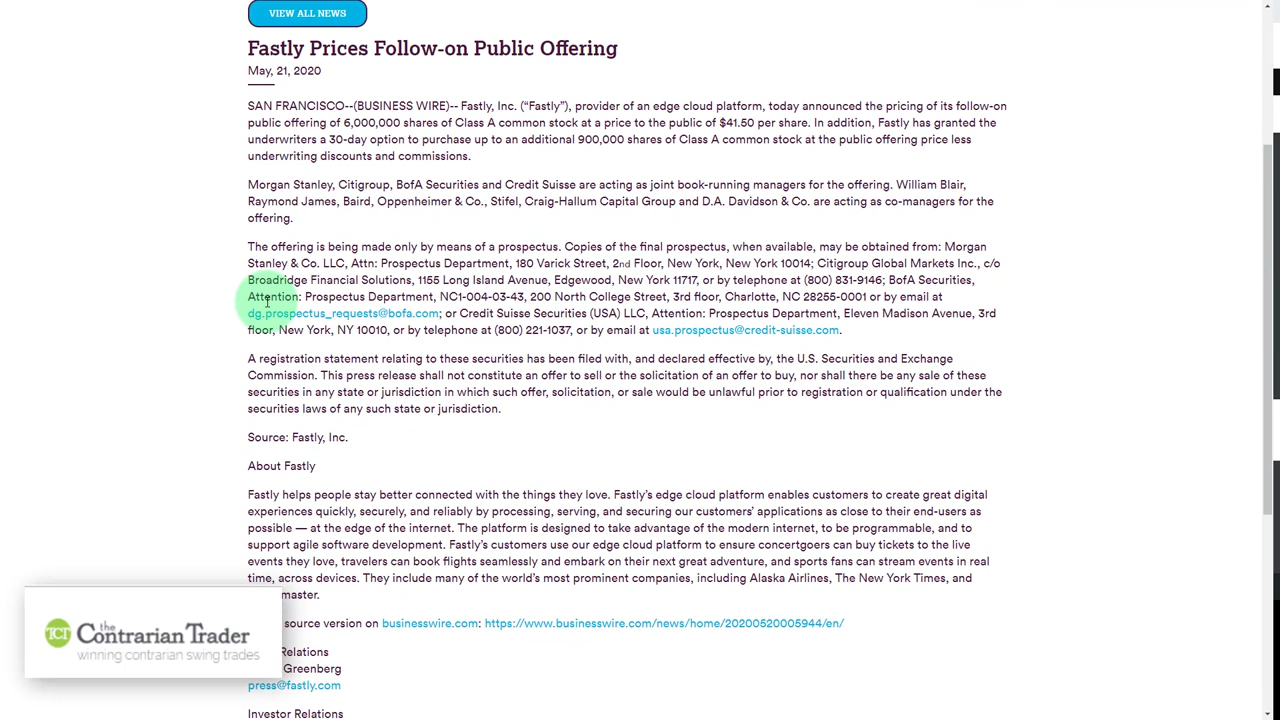 VIEW ALL NEWS
Fastly Prices Follow-on Public Offering
May, 21, 2020
SAN FRANCISCO--(BUSINESS WIRE)-- Fastly, Inc. (“Fastly”), provider of an edge cloud platform, today announced the pricing of its follow-on
public offering of 6,000,000 shares of Class A common stock at a price to the public of $41.50 per share. In addition, Fastly has granted the
underwriters a 30-day option to purchase up to an additional 900,000 shares of Class A common stock at the public offering price less
underwriting discounts and commissions.
Morgan Stanley, Citigroup, BofA Securities and Credit Suisse are acting as joint book-running managers for the offering. William Blair,
Raymond James, Baird, Oppenheimer & Co., Stifel, Craig-Hallum Capital Group and D.A. Davidson & Co. are acting as co-managers for the
offering.
The offering is being made only by means of a prospectus. Copies of the final prospectus, when available, may be obtained from: Morgan
Stanley & Co. LLC, Attn: Prospectus Department, 180 Varick Street, 2nd Floor, New York, New York 10014; Citigroup Global Markets Inc., c/o
Broadridge Financial Solutions, 1155 Long Island Avenue, Edgewood, New York 11717, or by telephone at (800) 831-9146; BofA Securities,
Attention: Prospectus Department, NC1-004-03-43, 200 North College Street, 3rd floor, Charlotte, NC 28255-0001 or by email at
dg.prospectus_requests@bofa.com; or Credit Suisse Securities (USA) LLC, Attention: Prospectus Department, Eleven Madison Avenue, 3rd
floor, New York, NY 10010, or by telephone at (800) 221-1037, or by email at usa.prospectus@credit-suisse.com.
A registration statement relating to these securities has been filed with, and declared effective by, the U.S. Securities and Exchange
Commission. This press release shall not constitute an offer to sell or the solicitation of an offer to buy, nor shall there be any sale of these
securities in any state or jurisdiction in which such offer, solicitation, or sale would be unlawful prior to registration or qualification under the
securities laws of any such state or jurisdiction.
Source: Fastly, Inc.
About Fastly
Fastly helps people stay better connected with the things they love. Fastly’s edge cloud platform enables customers to create great digital
experiences quickly, securely, and reliably by processing, serving, and securing our customers’ applications as close to their end-users as
possible — at the edge of the internet. The platform is designed to take advantage of the modern internet, to be programmable, and to
support agile software development. Fastly’s customers use our edge cloud platform to ensure concertgoers can buy tickets to the live
events they love, travelers can book flights seamlessly and embark on their next great adventure, and sports fans can stream events in real
time, across devices. They include many of the world’s most prominent companies, including Alaska Airlines, The New York Times, and
master.
source version on businesswire.com: https://www.businesswire.com/news/home/20200520005944/en/
Relations
Greenberg
press@fastly.com
Investor Relations
TCT the Contrarian Trader
winning contrarian swing trades